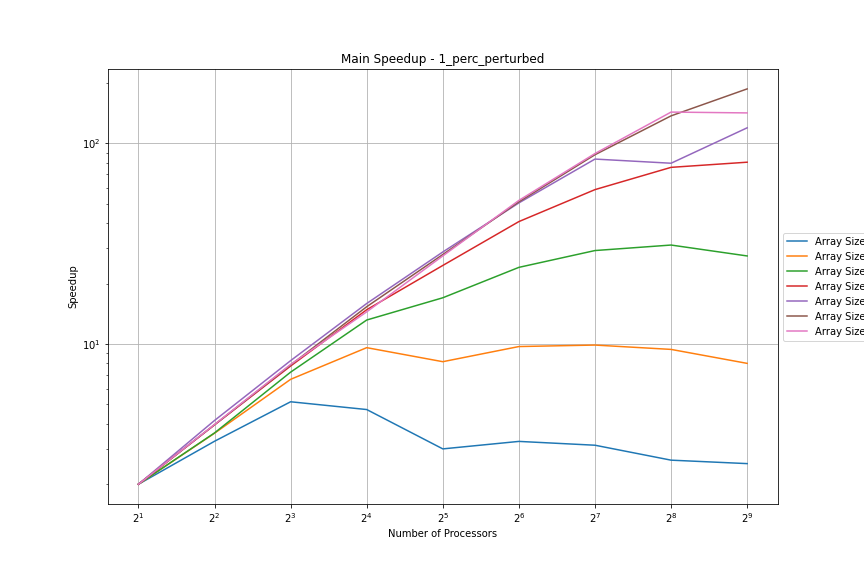 Main Speedup - 1_perc_perturbed
10²
10¹
Speedup
2¹ 2² 2³ 2⁴ 2⁵ 2⁶ 2⁷ 2⁸ 2⁹
Number of Processors
Array Size
Array Size
Array Size
Array Size
Array Size
Array Size
Array Size